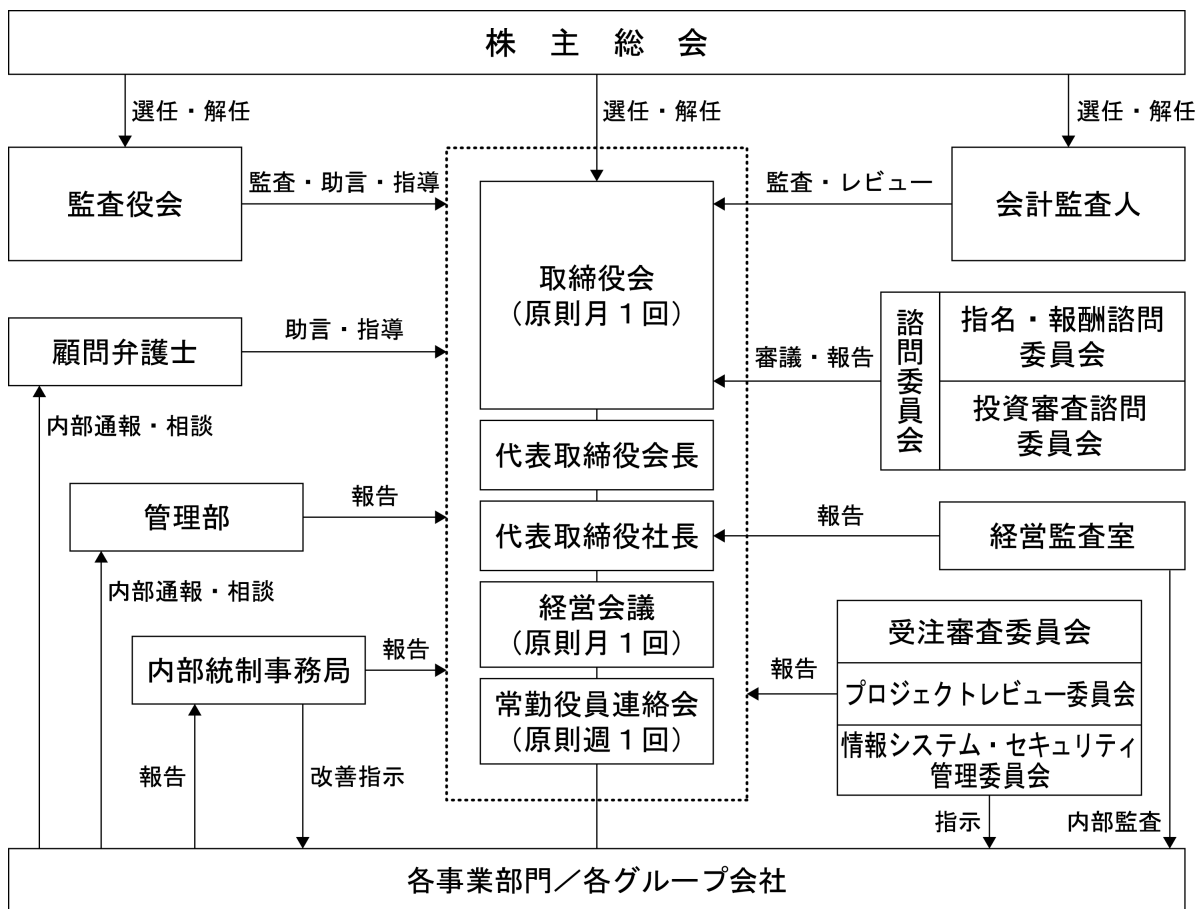 株主総会
選任・解任
選任・解任
選任・解任
監査役会
監査・助言・指導
監査・レビュー
会計監査人
取締役会
(原則月1回)
顧問弁護士
助言・指導
審議・報告
諮問委員会
指名・報酬諮問
委員会
投資審査諮問
委員会
内部通報・相談
代表取締役会長
管理部
報告
代表取締役社長
報告
経営監査室
内部通報・相談
経営会議
(原則月1回)
内部統制事務局
報告
常勤役員連絡会
(原則週1回)
報告
受注審査委員会
プロジェクトレビュー委員会
情報システム・セキュリティ
管理委員会
報告
改善指示
指示
内部監査
各事業部門/各グループ会社